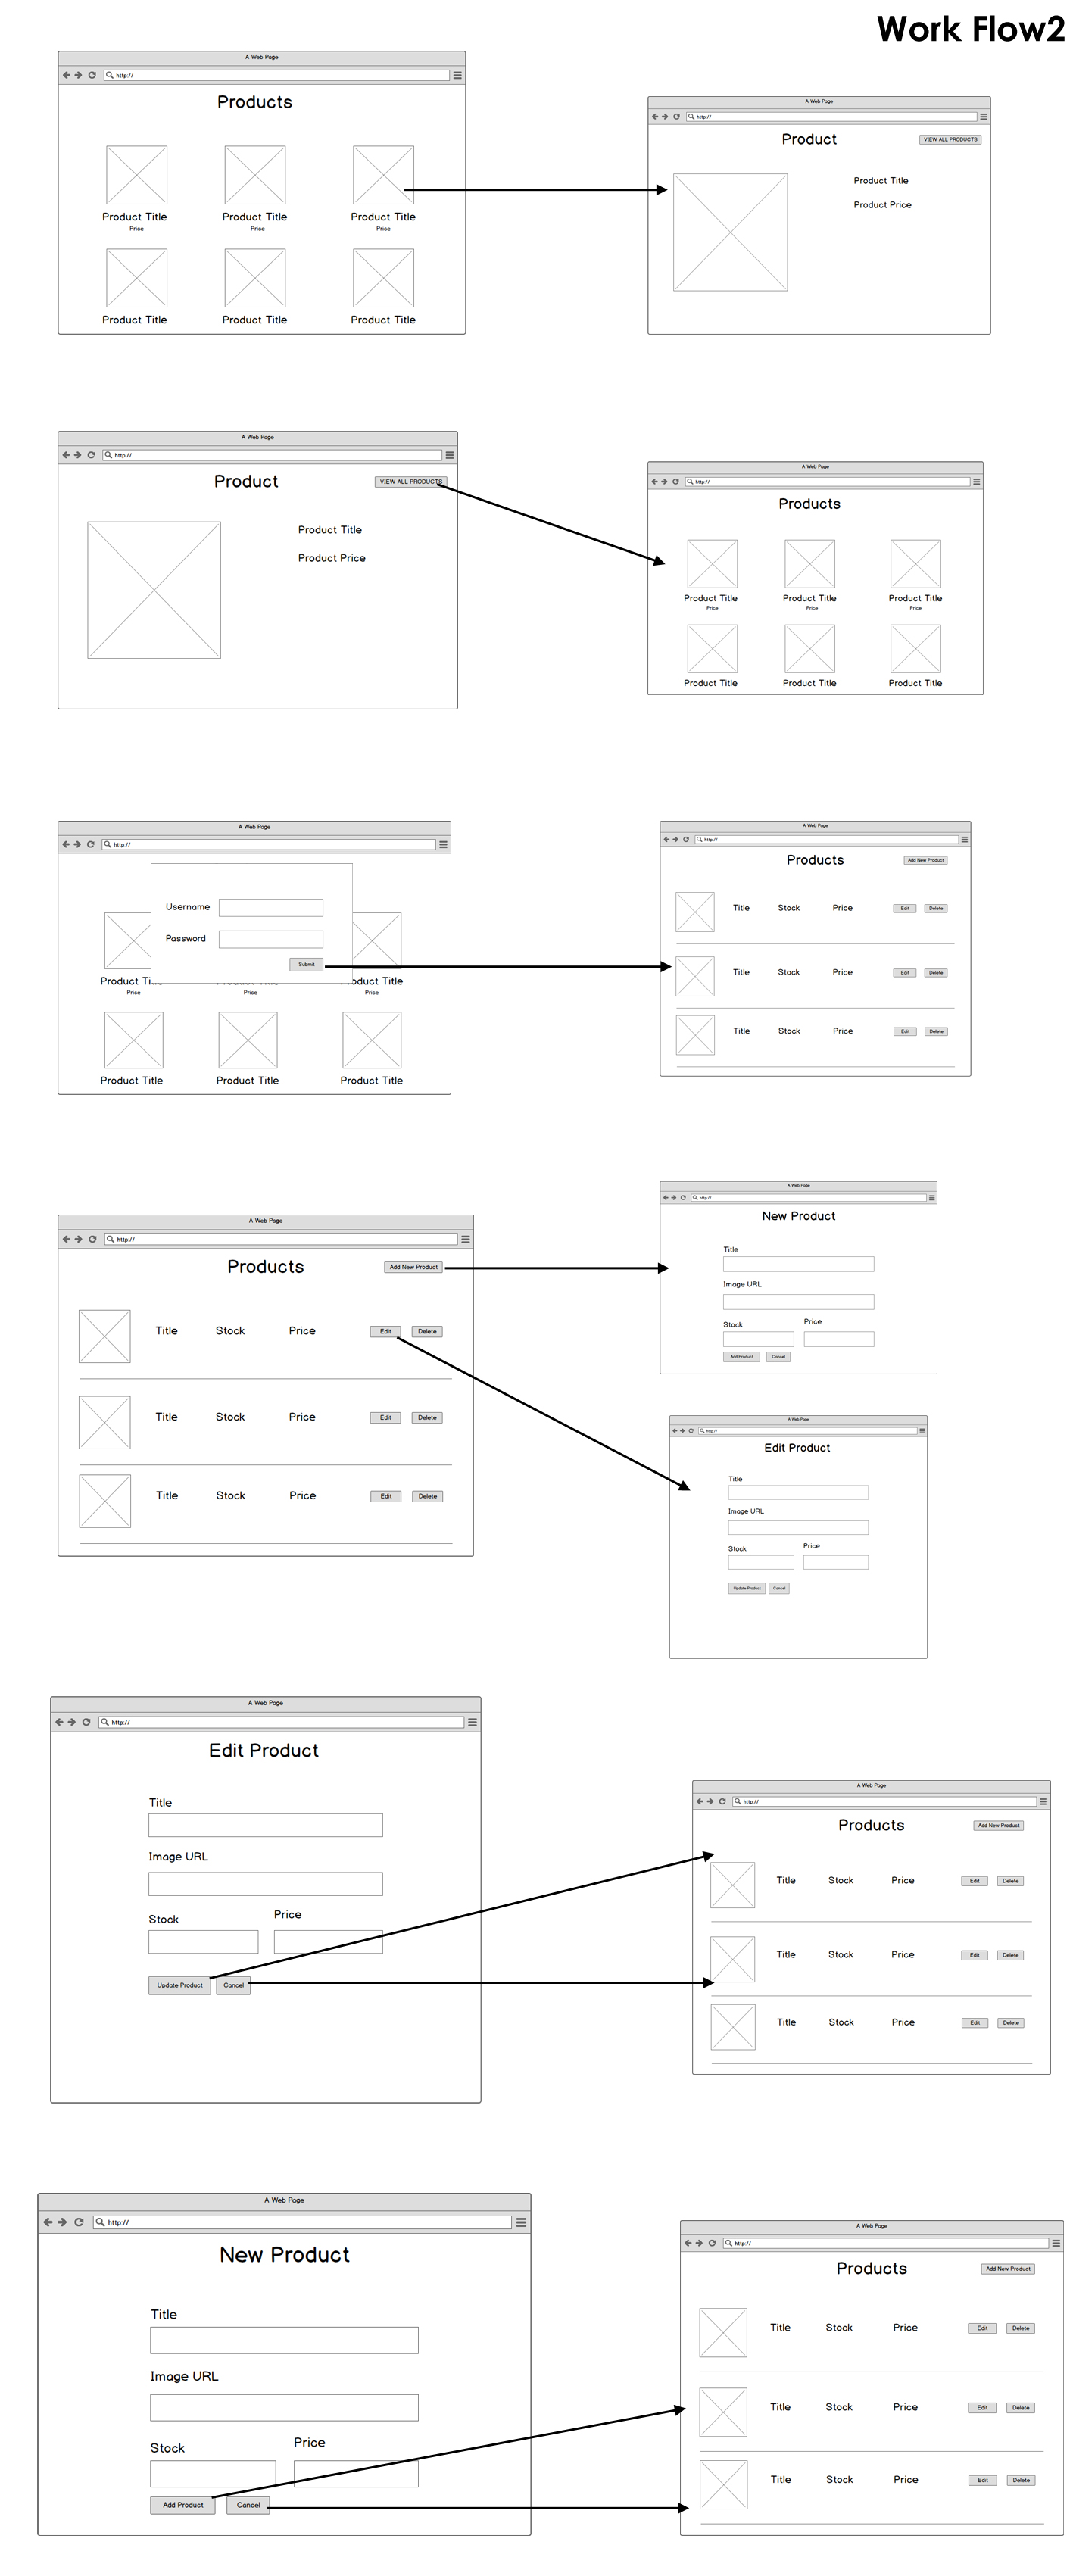 Work Flow2
A Web Page
http://
Products
Product Title Product Title Product Title
Price Price Price
Product Title Product Title Product Title
A Web Page
http://
Product
VIEW ALL PRODUCTS
Product Title
Product Price
A Web Page
http://
Product
VIEW ALL PRODUCTS
Product Title
Product Price
A Web Page
http://
Products
Product Title Product Title Product Title
Price Price Price
Product Title Product Title Product Title
A Web Page
http://
Username
Password
Submit
Product Title Product Title Product Title
Price Price Price
Product Title Product Title Product Title
A Web Page
http://
Products
Add New Product
Title Stock Price Edit Delete
Title Stock Price Edit Delete
Title Stock Price Edit Delete
A Web Page
http://
Products
Add New Product
Title Stock Price Edit Delete
Title Stock Price Edit Delete
Title Stock Price Edit Delete
A Web Page
http://
New Product
Title
Image URL
Stock Price
Add Product Cancel
A Web Page
http://
Edit Product
Title
Image URL
Stock Price
Update Product Cancel
A Web Page
http://
Edit Product
Title
Image URL
Stock Price
Update Product Cancel
A Web Page
http://
Products
Add New Product
Title Stock Price Edit Delete
Title Stock Price Edit Delete
Title Stock Price Edit Delete
A Web Page
http://
New Product
Title
Image URL
Stock Price
Add Product Cancel
A Web Page
http://
Products
Add New Product
Title Stock Price Edit Delete
Title Stock Price Edit Delete
Title Stock Price Edit Delete